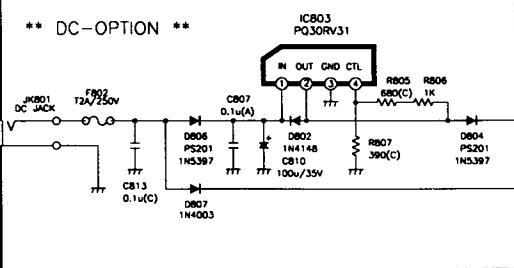 ** DC-OPTION **
IC803
PQ30RV31
IN OUT GND CTL
1 2 3 4
JK801
DC JACK
F802
T2A/250V
C807
0.1u(A)
R805
680(C)
R806
1K
D806
PS201
1N5397
D802
1N4148
C810
100u/35V
R807
390(C)
D804
PS201
1N5397
C813
0.1u(C)
D807
1N4003